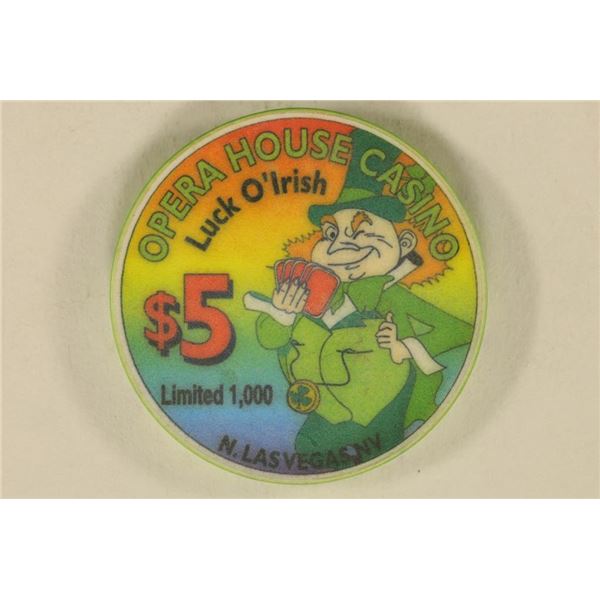 OPERA HOUSE CASINO
Luck O'Irish
$5
Limited 1,000
N. LAS VEGAS, NV